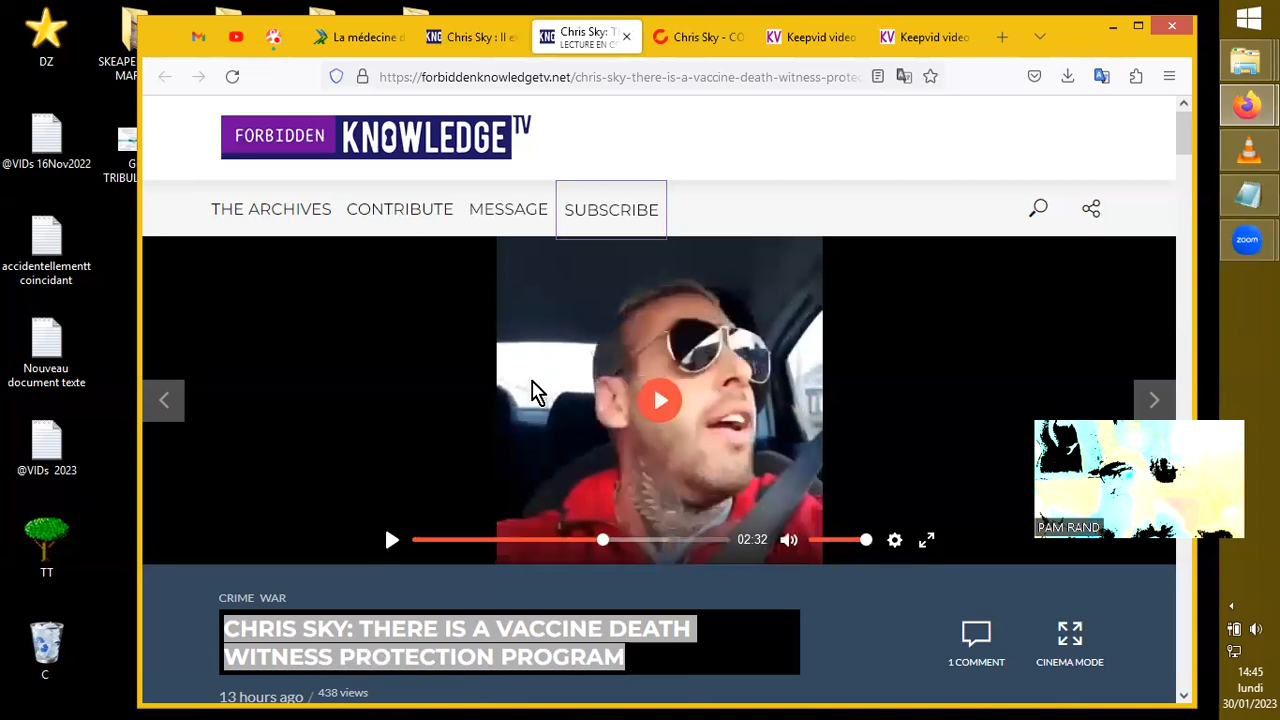 DZ
SKEAPE
MAR
@VIDs 16Nov2022
TRIBUL
accidentellementt
coincidant
Nouveau
document texte
@VIDs 2023
TT
C
La médecine d
Chris Sky : Il e
Chris Sky: T
LECTURE EN C
Chris Sky - CO
Keepvid video
Keepvid video
https://forbiddenknowledgetv.net/chris-sky-there-is-a-vaccine-death-witness-prote
FORBIDDEN KNOWLEDGE TV
THE ARCHIVES CONTRIBUTE MESSAGE SUBSCRIBE
02:32
PAM RAND
CRIME WAR
CHRIS SKY: THERE IS A VACCINE DEATH
WITNESS PROTECTION PROGRAM
13 hours ago / 438 views
1 COMMENT
CINEMA MODE
zoom
14:45
lundi
30/01/2023